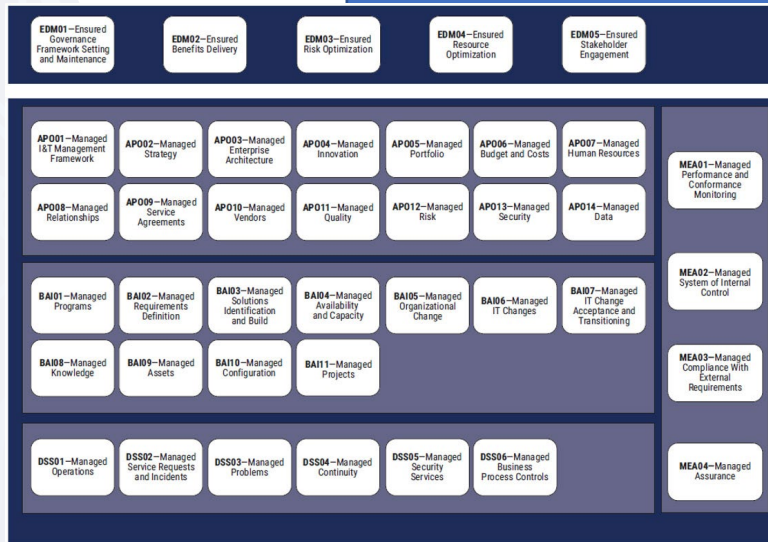 EDM01—Ensured
Governance
Framework Setting
and Maintenance
EDM02—Ensured
Benefits Delivery
EDM03—Ensured
Risk Optimization
EDM04—Ensured
Resource
Optimization
EDM05—Ensured
Stakeholder
Engagement
APO01—Managed
I&T Management
Framework
APO02—Managed
Strategy
APO03—Managed
Enterprise
Architecture
APO04—Managed
Innovation
APO05—Managed
Portfolio
APO06—Managed
Budget and Costs
APO07—Managed
Human Resources
APO08—Managed
Relationships
APO09—Managed
Service
Agreements
APO10—Managed
Vendors
APO11—Managed
Quality
APO12—Managed
Risk
APO13—Managed
Security
APO14—Managed
Data
BAI01—Managed
Programs
BAI02—Managed
Requirements
Definition
BAI03—Managed
Solutions
Identification
and Build
BAI04—Managed
Availability
and Capacity
BAI05—Managed
Organizational
Change
BAI06—Managed
IT Changes
BAI07—Managed
IT Change
Acceptance and
Transitioning
BAI08—Managed
Knowledge
BAI09—Managed
Assets
BAI10—Managed
Configuration
BAI11—Managed
Projects
DSS01—Managed
Operations
DSS02—Managed
Service Requests
and Incidents
DSS03—Managed
Problems
DSS04—Managed
Continuity
DSS05—Managed
Security
Services
DSS06—Managed
Business
Process Controls
MEA01—Managed
Performance and
Conformance
Monitoring
MEA02—Managed
System of Internal
Control
MEA03—Managed
Compliance With
External
Requirements
MEA04—Managed
Assurance